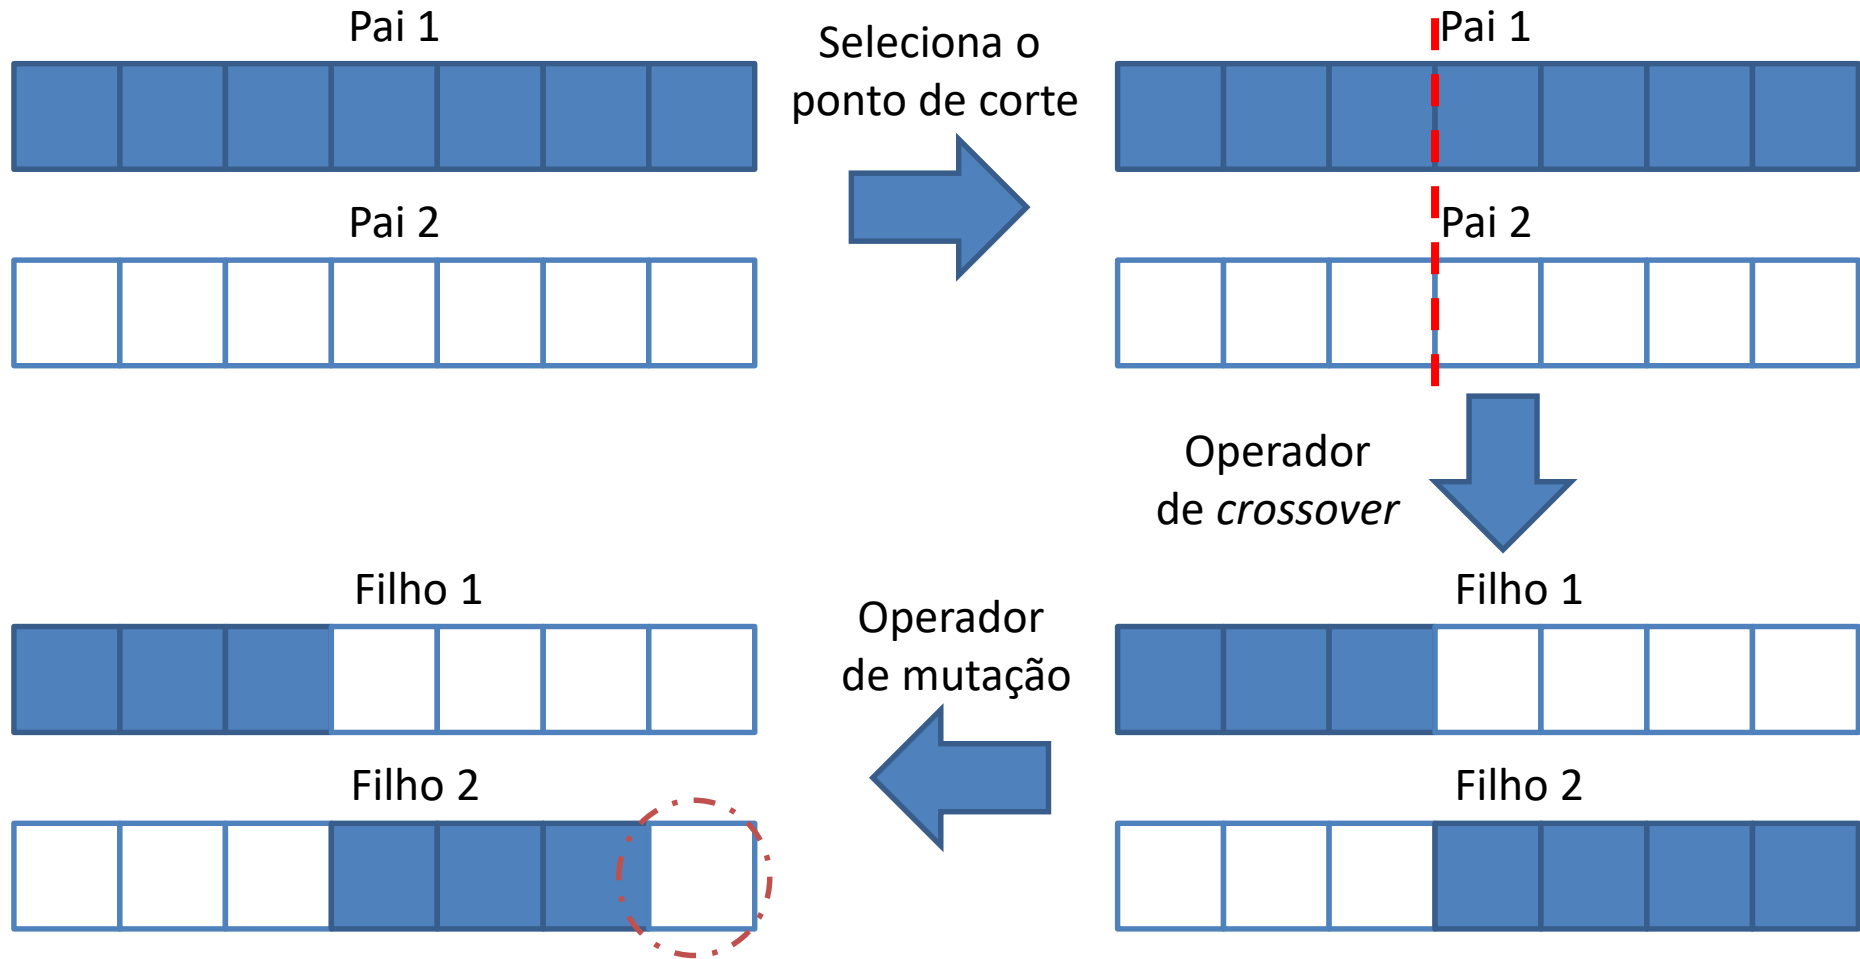 Pai 1
Seleciona o
ponto de corte
Pai 1
Pai 2
Pai 2
Operador
de crossover
Filho 1
Filho 2
Operador
de mutação
Filho 1
Filho 2